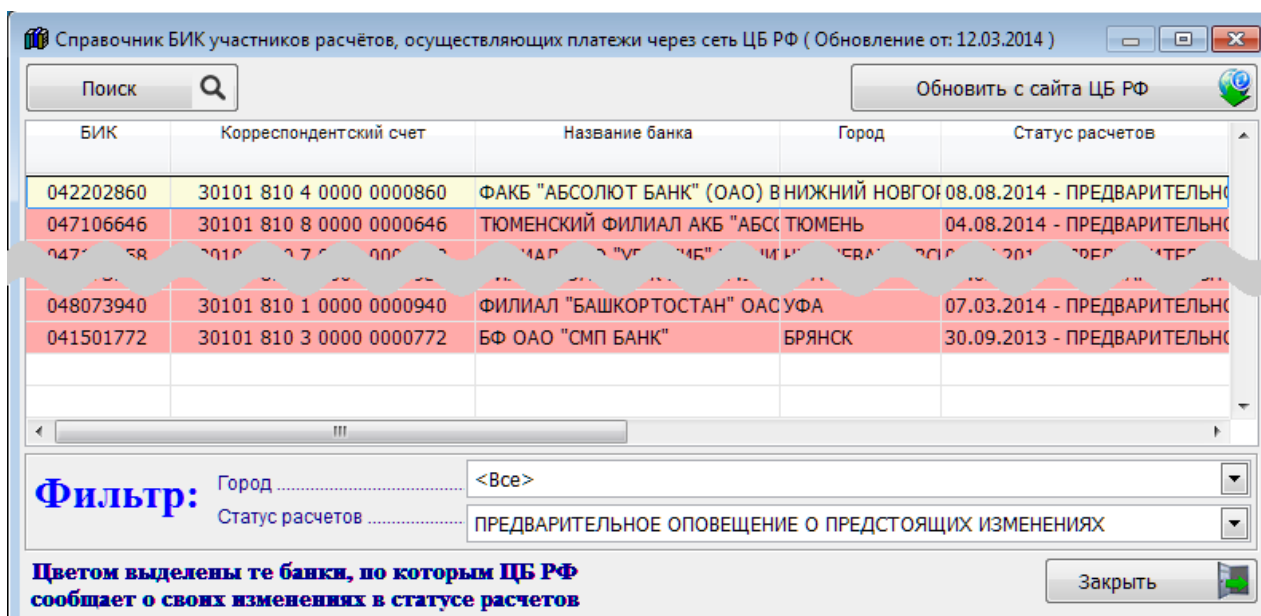 Справочник БИК участников расчётов, осуществляющих платежи через сеть ЦБ РФ ( Обновление от: 12.03.2014 )
Поиск Обновить с сайта ЦБ РФ
БИК Корреспондентский счет Название банка Город Статус расчетов
042202860 30101 810 4 0000 0000860 ФАКБ "АБСОЛЮТ БАНК" (ОАО) В НИЖНИЙ НОВГО 08.08.2014 - ПРЕДВАРИТЕЛЬНО
047106646 30101 810 8 0000 0000646 ТЮМЕНСКИЙ ФИЛИАЛ АКБ "АБС ТЮМЕНЬ 04.08.2014 - ПРЕДВАРИТЕЛЬНО
048073940 30101 810 1 0000 0000940 ФИЛИАЛ "БАШКОРТОСТАН" ОАО УФА 07.03.2014 - ПРЕДВАРИТЕЛЬНО
041501772 30101 810 3 0000 0000772 БФ ОАО "СМП БАНК" БРЯНСК 30.09.2013 - ПРЕДВАРИТЕЛЬНО
Фильтр:
Город <Все>
Статус расчетов ПРЕДВАРИТЕЛЬНОЕ ОПОВЕЩЕНИЕ О ПРЕДСТОЯЩИХ ИЗМЕНЕНИЯХ
Цветом выделены те банки, по которым ЦБ РФ
сообщает о своих изменениях в статусе расчетов
Закрыть